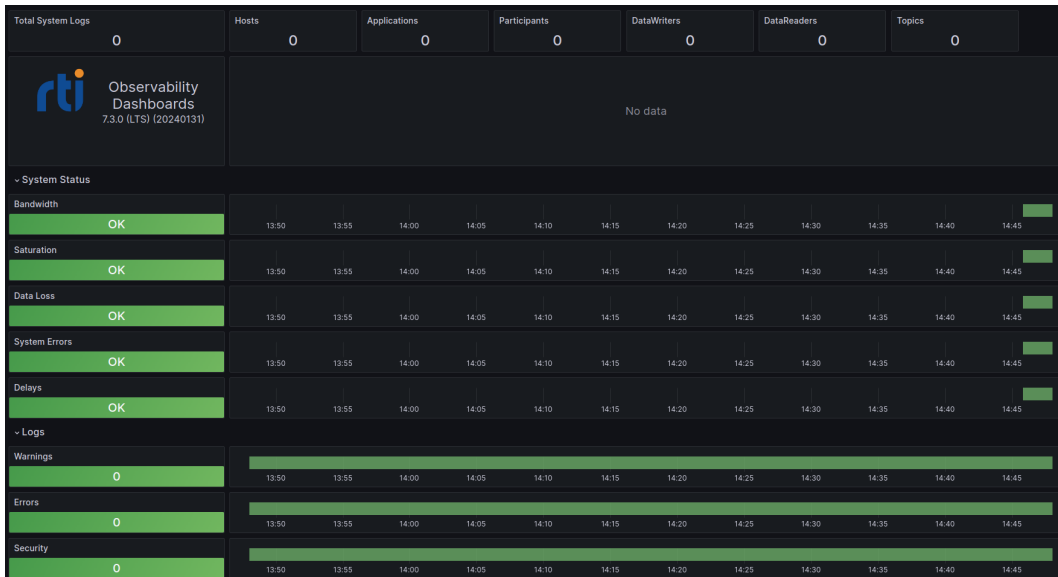 Total System Logs
0
Hosts
0
Applications
0
Participants
0
DataWriters
0
DataReaders
0
Topics
0
rti
Observability
Dashboards
7.3.0 (LTS) (20240131)
No data
System Status
Bandwidth
OK
13:50 13:55 14:00 14:05 14:10 14:15 14:20 14:25 14:30 14:35 14:40 14:45
Saturation
OK
13:50 13:55 14:00 14:05 14:10 14:15 14:20 14:25 14:30 14:35 14:40 14:45
Data Loss
OK
13:50 13:55 14:00 14:05 14:10 14:15 14:20 14:25 14:30 14:35 14:40 14:45
System Errors
OK
13:50 13:55 14:00 14:05 14:10 14:15 14:20 14:25 14:30 14:35 14:40 14:45
Delays
OK
13:50 13:55 14:00 14:05 14:10 14:15 14:20 14:25 14:30 14:35 14:40 14:45
Logs
Warnings
0
13:50 13:55 14:00 14:05 14:10 14:15 14:20 14:25 14:30 14:35 14:40 14:45
Errors
0
13:50 13:55 14:00 14:05 14:10 14:15 14:20 14:25 14:30 14:35 14:40 14:45
Security
0
13:50 13:55 14:00 14:05 14:10 14:15 14:20 14:25 14:30 14:35 14:40 14:45